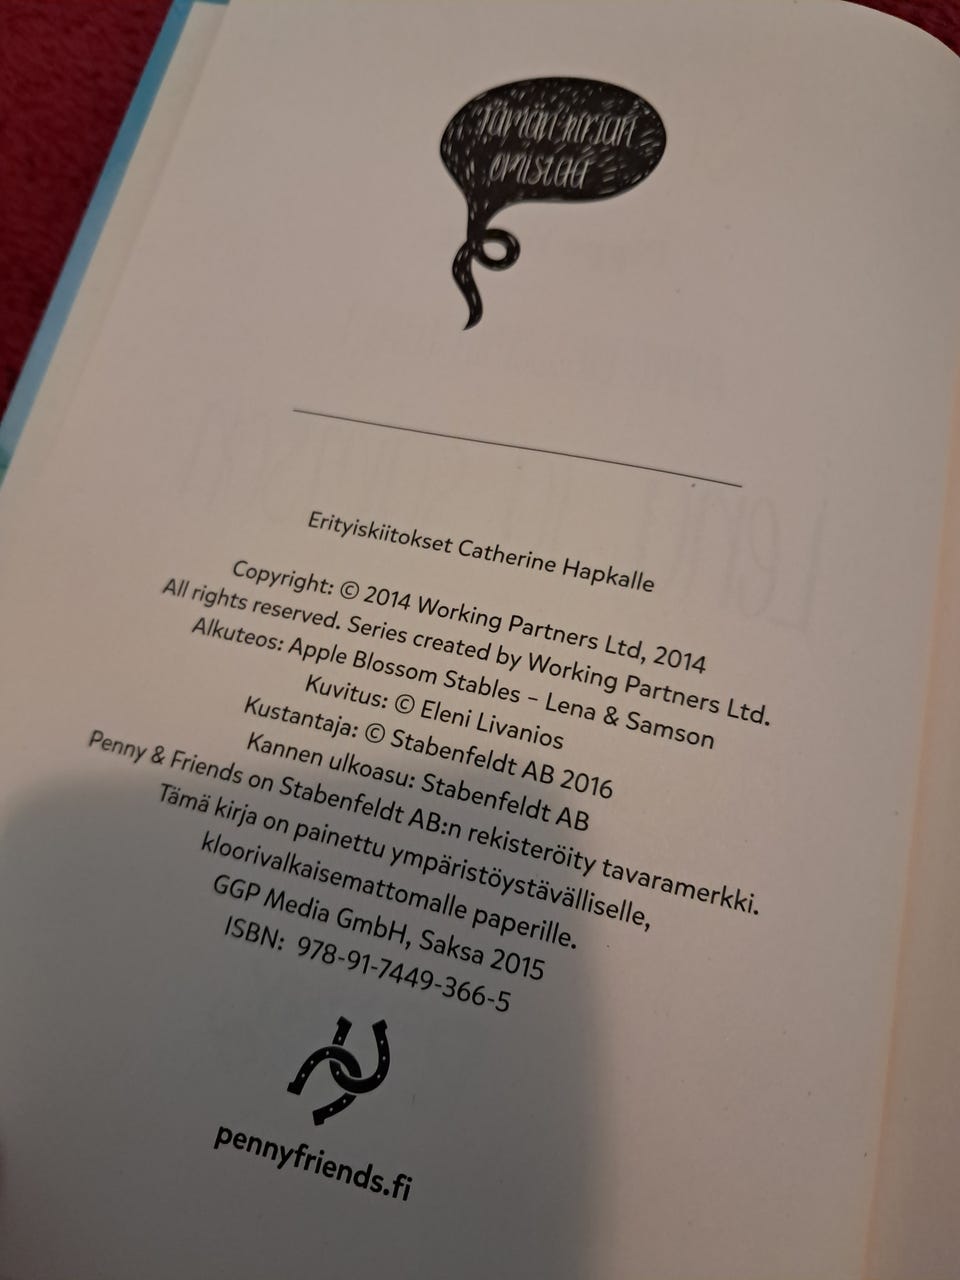 Tämän kirjan
omistaa
Erityiskiitokset Catherine Hapkalle
Copyright: © 2014 Working Partners Ltd, 2014
All rights reserved. Series created by Working Partners Ltd.
Alkuteos: Apple Blossom Stables – Lena & Samson
Kuvitus: © Eleni Livanios
Kustantaja: © Stabenfeldt AB 2016
Kannen ulkoasu: Stabenfeldt AB
Penny & Friends on Stabenfeldt AB:n rekisteröity tavaramerkki.
Tämä kirja on painettu ympäristöystävälliselle,
kloorivalkaisemattomalle paperille.
GGP Media GmbH, Saksa 2015
ISBN: 978-91-7449-366-5
pennyfriends.fi